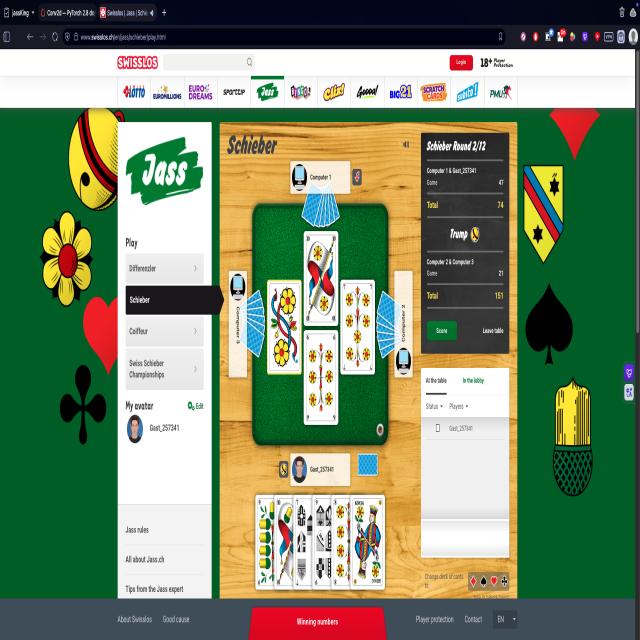 jassKing
Conv2d — PyTorch 2.8 do
Swisslos | Jass | Schi
www.swisslos.ch/en/jass/schieber/play.html
SWISSLOS
Login
18+ Player Protection
LOTTO
EUROMILLIONS
EURO DREAMS
SPORTTIP
Jass
Clix!
BIG 21
SCRATCH CARDS
PMU
Jass
Play
Differenzler
Schieber
Coiffeur
Swiss Schieber
Championships
My avatar
Edit
Gast_257341
Jass rules
All about Jass.ch
Tips from the Jass expert
Schieber
Computer 1
Computer 3
Computer 2
Gast_257341
Schieber Round 2/12
Computer 1 & Gast_257341
Game 47
Total 74
Trump
Computer 2 & Computer 3
Game 21
Total 151
Score
Leave table
At the table
In the lobby
Status
Players
Gast_257341
Change deck of cards
to
About Swisslos
Good cause
Winning numbers
Player protection
Contact
EN